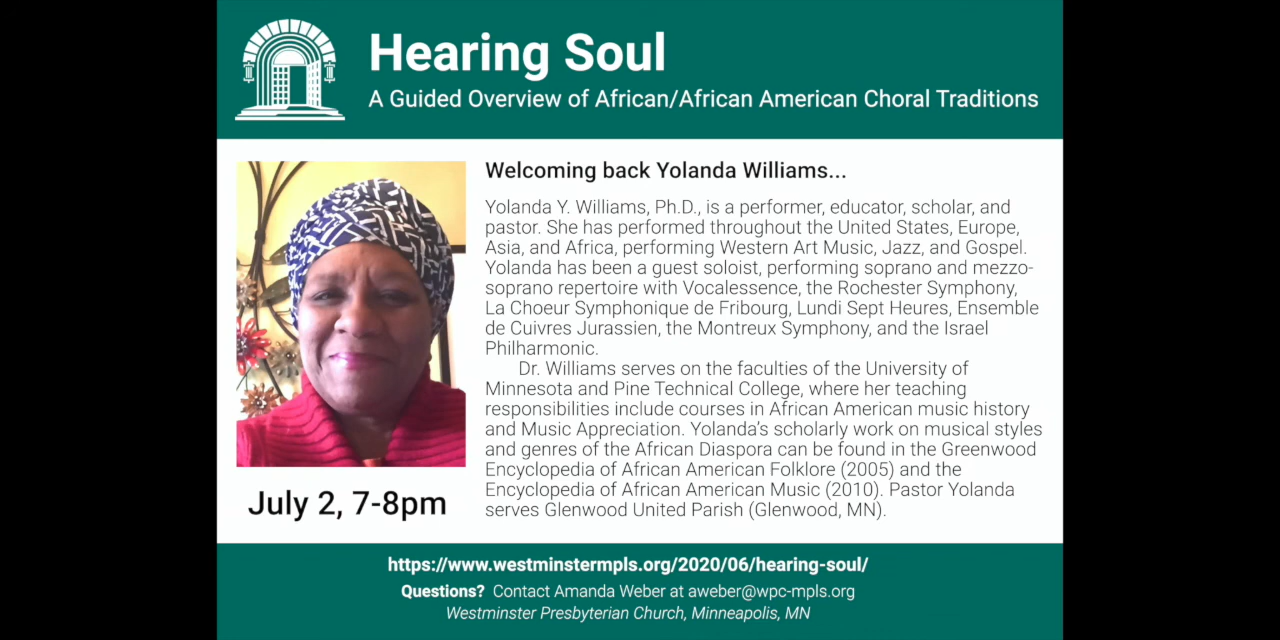 Hearing Soul
A Guided Overview of African/African American Choral Traditions
Welcoming back Yolanda Williams...
Yolanda Y. Williams, Ph.D., is a performer, educator, scholar, and
pastor. She has performed throughout the United States, Europe,
Asia, and Africa, performing Western Art Music, Jazz, and Gospel.
Yolanda has been a guest soloist, performing soprano and mezzo-
soprano repertoire with Vocalessence, the Rochester Symphony,
La Choeur Symphonique de Fribourg, Lundi Sept Heures, Ensemble
de Cuivres Jurassien, the Montreux Symphony, and the Israel
Philharmonic.
Dr. Williams serves on the faculties of the University of
Minnesota and Pine Technical College, where her teaching
responsibilities include courses in African American music history
and Music Appreciation. Yolanda's scholarly work on musical styles
and genres of the African Diaspora can be found in the Greenwood
Encyclopedia of African American Folklore (2005) and the
Encyclopedia of African American Music (2010). Pastor Yolanda
serves Glenwood United Parish (Glenwood, MN).
July 2, 7-8pm
https://www.westminstermpls.org/2020/06/hearing-soul/
Questions? Contact Amanda Weber at aweber@wpc-mpls.org
Westminster Presbyterian Church, Minneapolis, MN